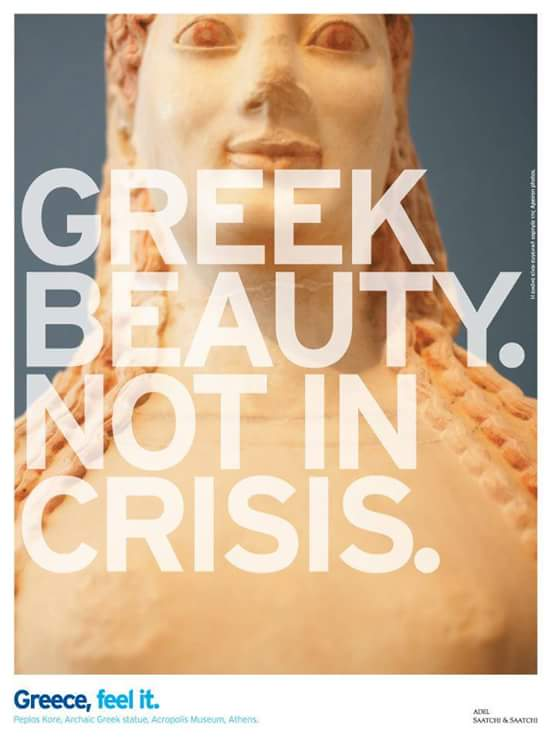 GREEK
BEAUTY.
NOT IN
CRISIS.
Greece, feel it.
Peplos Kore, Archaic Greek statue, Acropolis Museum, Athens.
ADEL
SAATCHI & SAATCHI